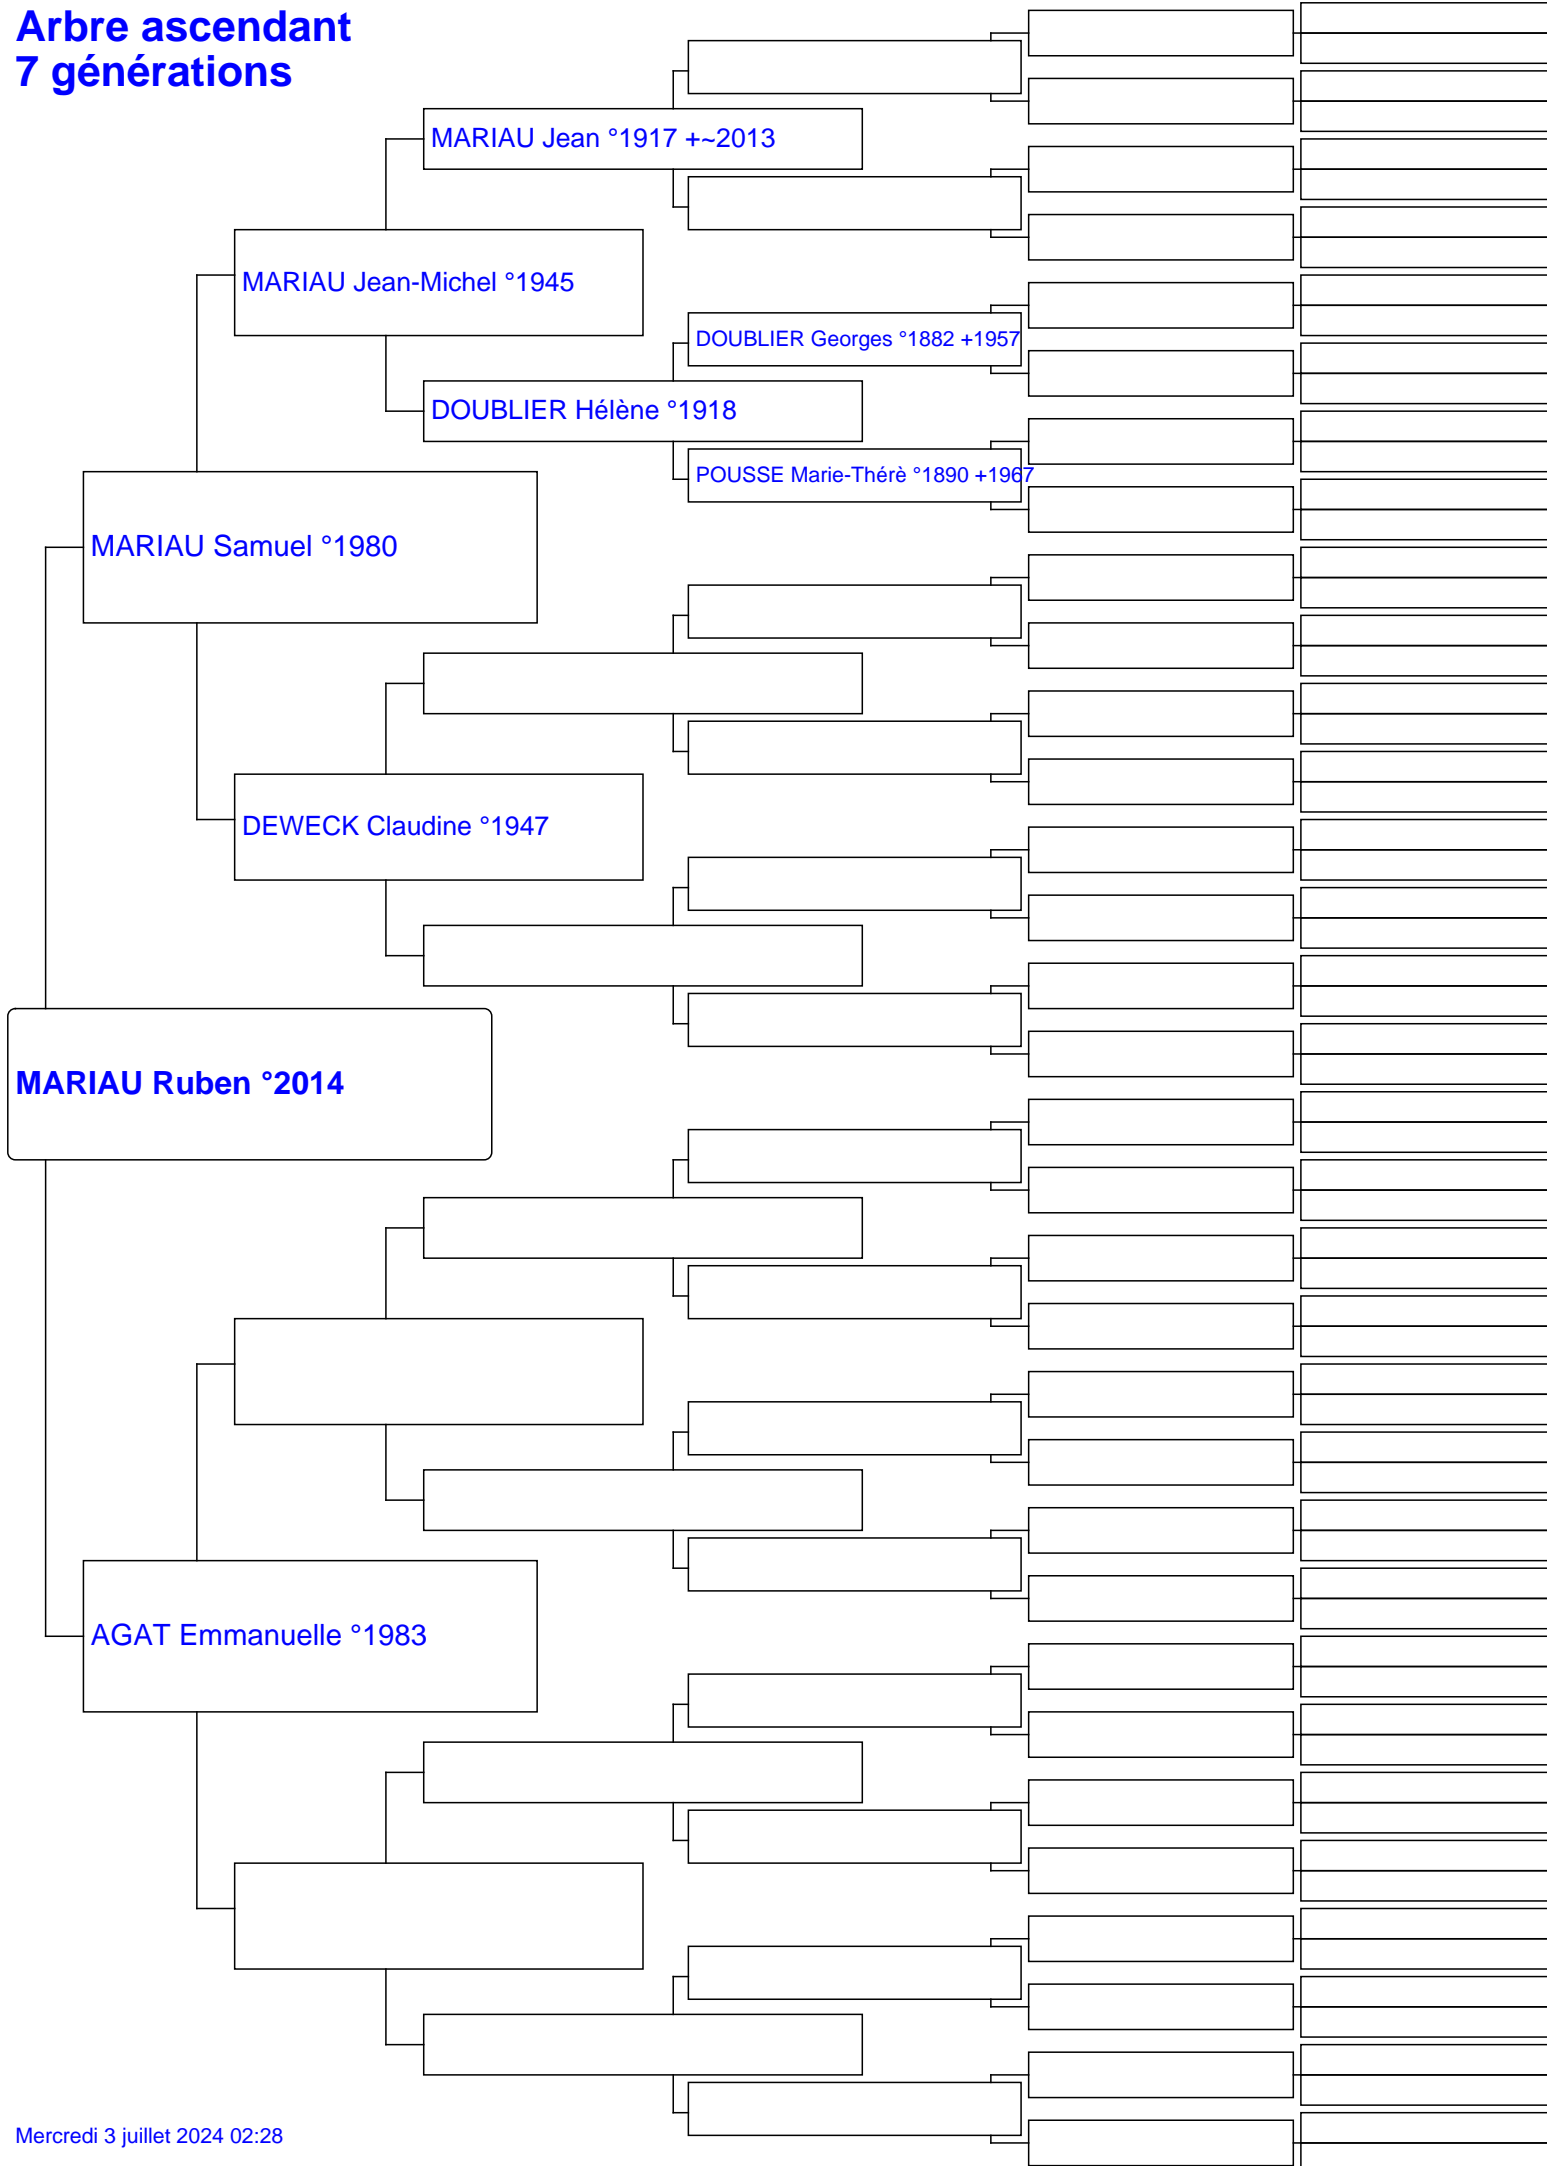 Arbre ascendant
7 générations
MARIAU Jean °1917 +~2013
MARIAU Jean-Michel °1945
DOUBLIER Georges °1882 +1957
DOUBLIER Hélène °1918
POUSSE Marie-Thérè °1890 +1967
MARIAU Samuel °1980
DEWECK Claudine °1947
MARIAU Ruben °2014
AGAT Emmanuelle °1983
Mercredi 3 juillet 2024 02:28